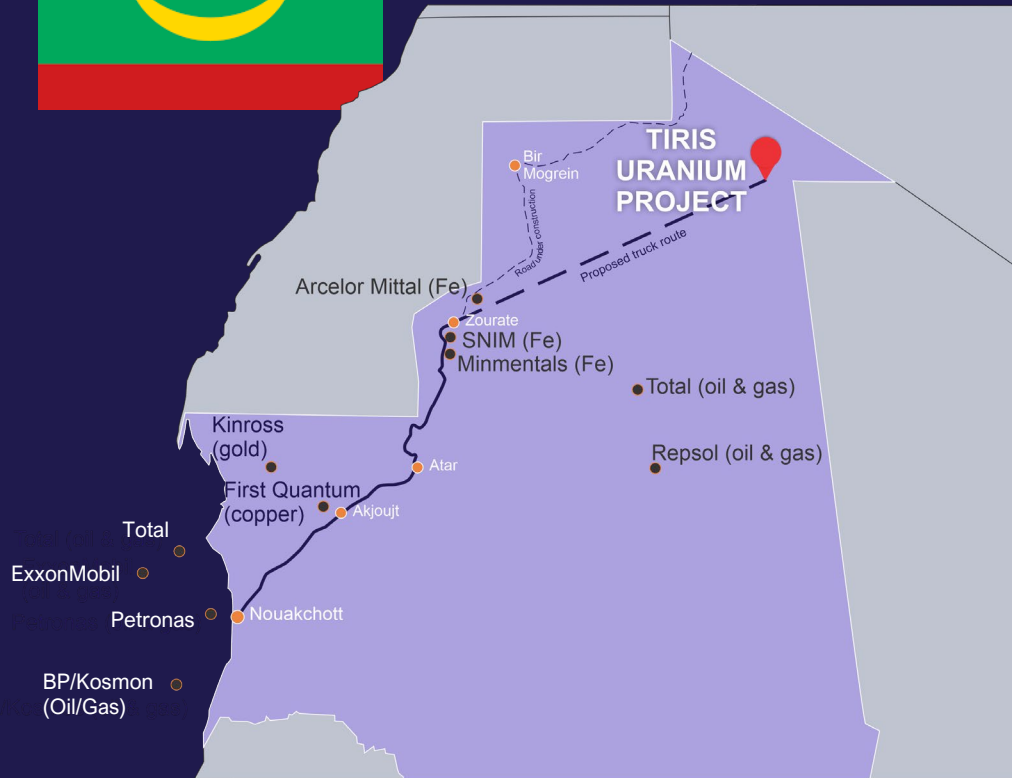 TIRIS
URANIUM
PROJECT
Bir
Mogrein
Road under construction
Proposed truck route
Arcelor Mittal (Fe)
Zourate
SNIM (Fe)
Minmentals (Fe)
Total (oil & gas)
Kinross
(gold)
Repsol (oil & gas)
Atar
First Quantum
(copper)
Akjoujt
Total
ExxonMobil
Petronas
Nouakchott
BP/Kosmon
(Oil/Gas)